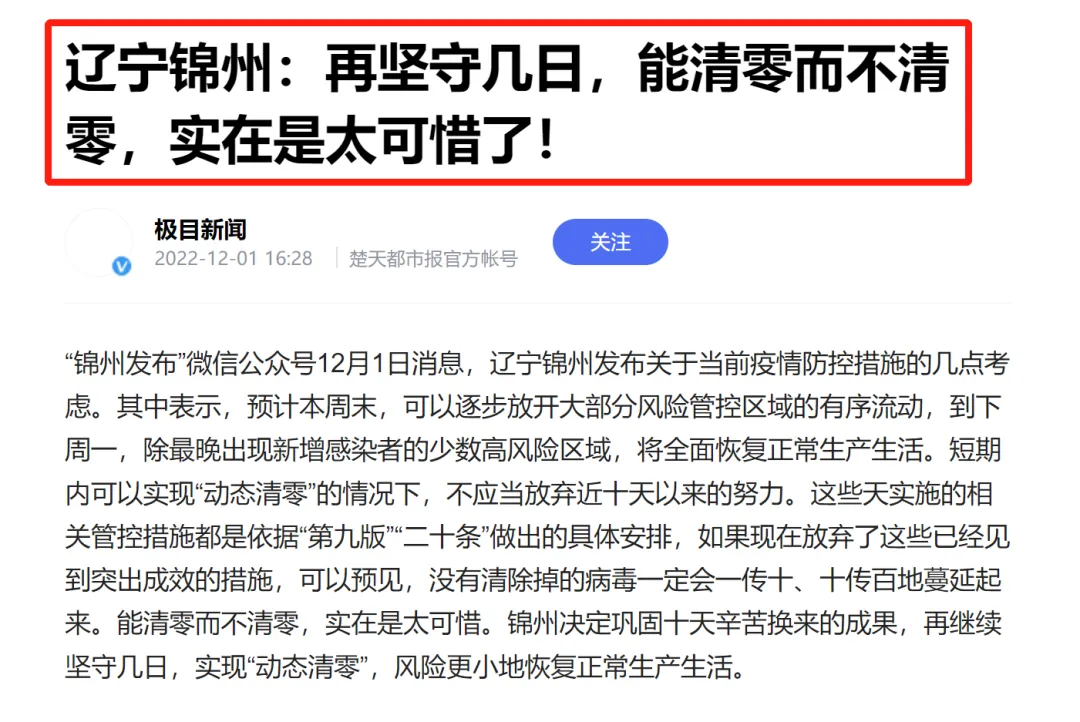 辽宁锦州：再坚守几日，能清零而不清
零，实在是太可惜了！
极目新闻
2022-12-01 16:28 楚天都市报官方帐号
关注
“锦州发布”微信公众号12月1日消息，辽宁锦州发布关于当前疫情防控措施的几点考
虑。其中表示，预计本周末，可以逐步放开大部分风险管控区域的有序流动，到下
周一，除最晚出现新增感染者的少数高风险区域，将全面恢复正常生产生活。短期
内可以实现“动态清零”的情况下，不应当放弃近十天以来的努力。这些天实施的相
关管控措施都是依据“第九版”“二十条”做出的具体安排，如果现在放弃了这些已经见
到突出成效的措施，可以预见，没有清除掉的病毒一定会一传十、十传百地蔓延起
来。能清零而不清零，实在是太可惜。锦州决定巩固十天辛苦换来的成果，再继续
坚守几日，实现“动态清零”，风险更小地恢复正常生产生活。